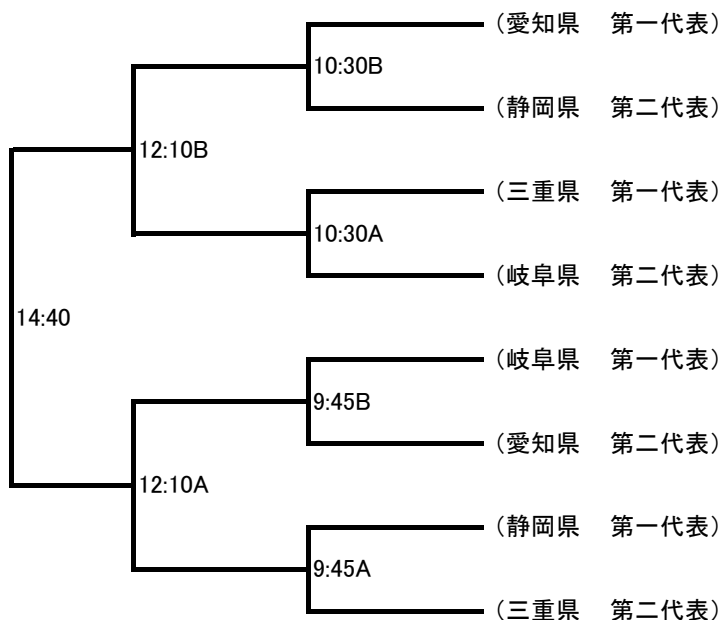 (愛知県　第一代表)
10:30B
(静岡県　第二代表)
12:10B
(三重県　第一代表)
10:30A
(岐阜県　第二代表)
14:40
(岐阜県　第一代表)
9:45B
(愛知県　第二代表)
12:10A
(静岡県　第一代表)
9:45A
(三重県　第二代表)